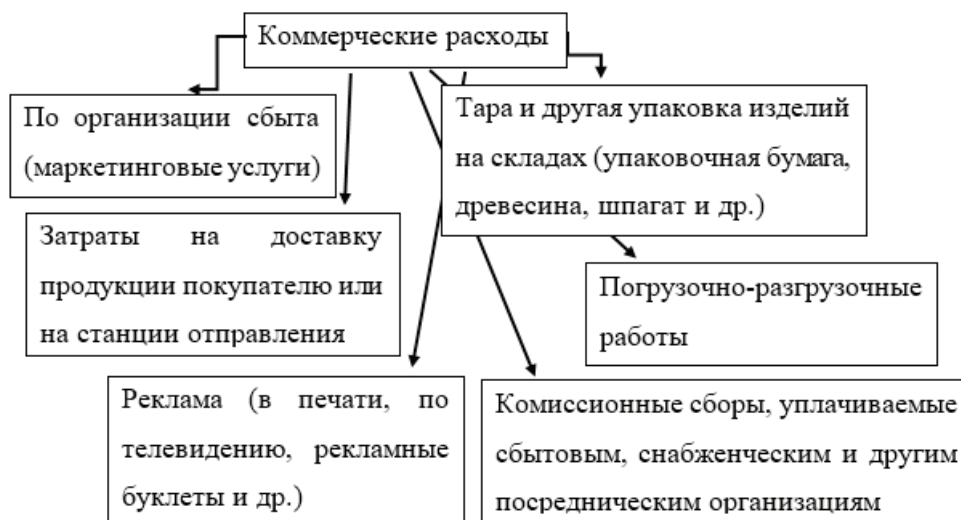 Коммерческие расходы
По организации сбыта
(маркетинговые услуги)
Тара и другая упаковка изделий
на складах (упаковочная бумага,
древесина, шпагат и др.)
Затраты на доставку
продукции покупателю или
на станции отправления
Погрузочно-разгрузочные
работы
Реклама (в печати, по
телевидению, рекламные
буклеты и др.)
Комиссионные сборы, уплачиваемые
сбытовым, снабженческим и другим
посредническим организациям